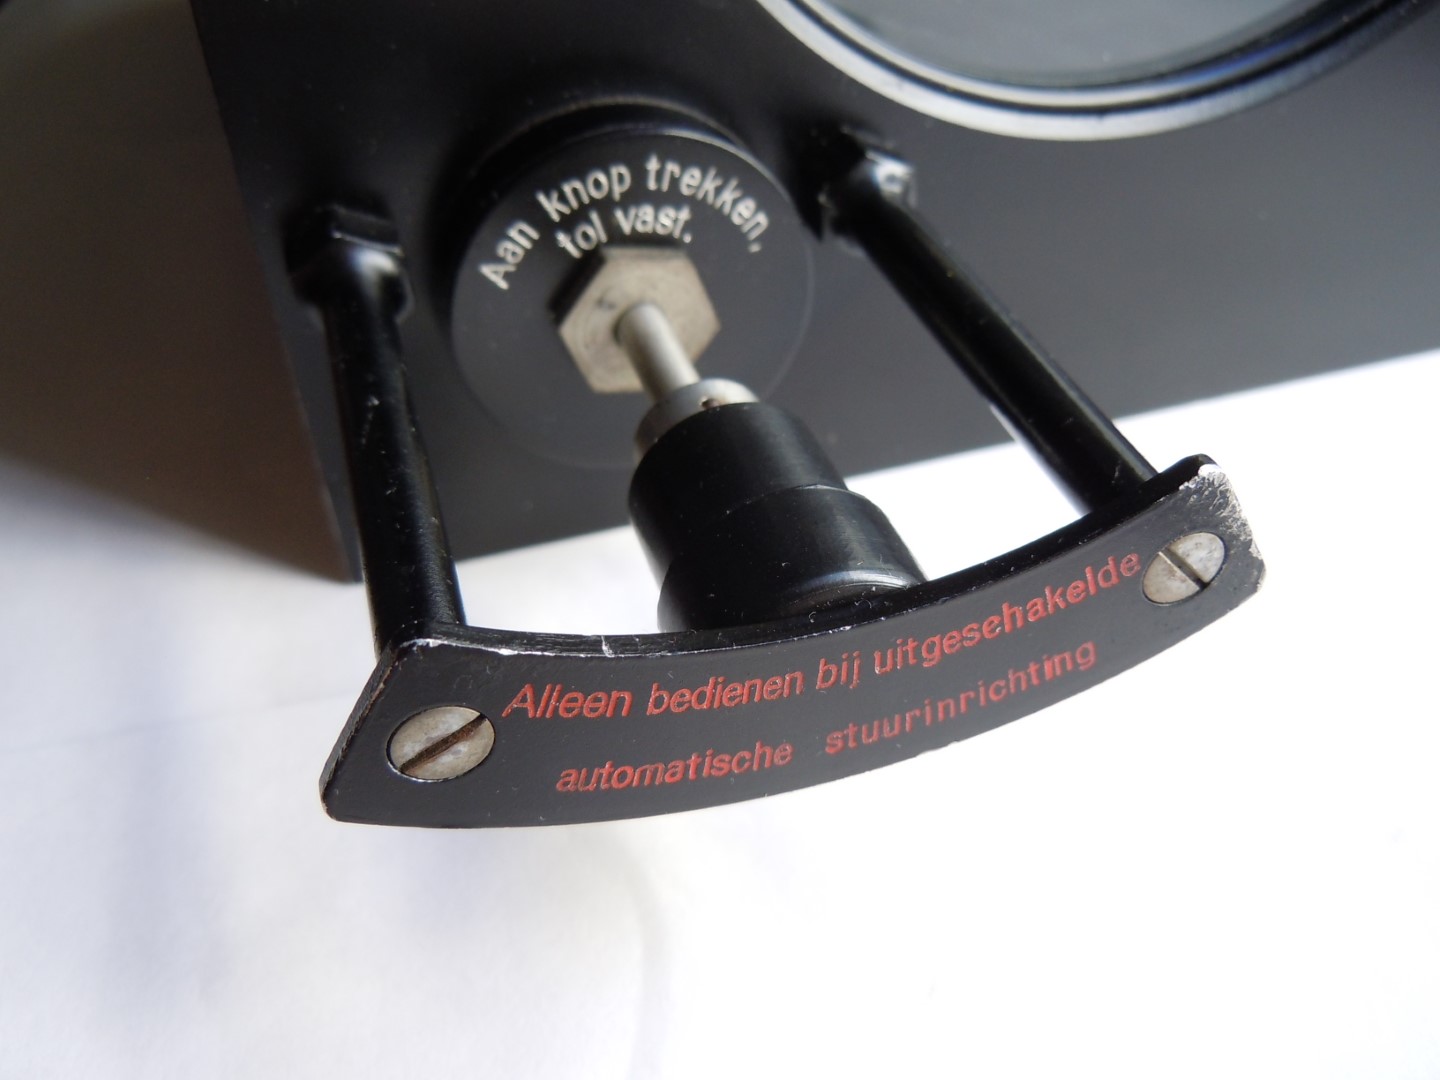 Aan knop trekken,
tol vast.
Alleen bedienen bij uitgeschakelde
automatische stuurinrichting